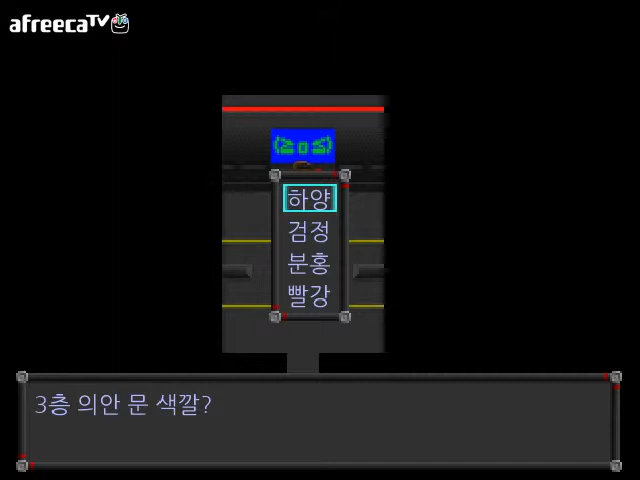 afreecaTV
(≥o≤)
하양
검정
분홍
빨강
3층 의안 문 색깔?